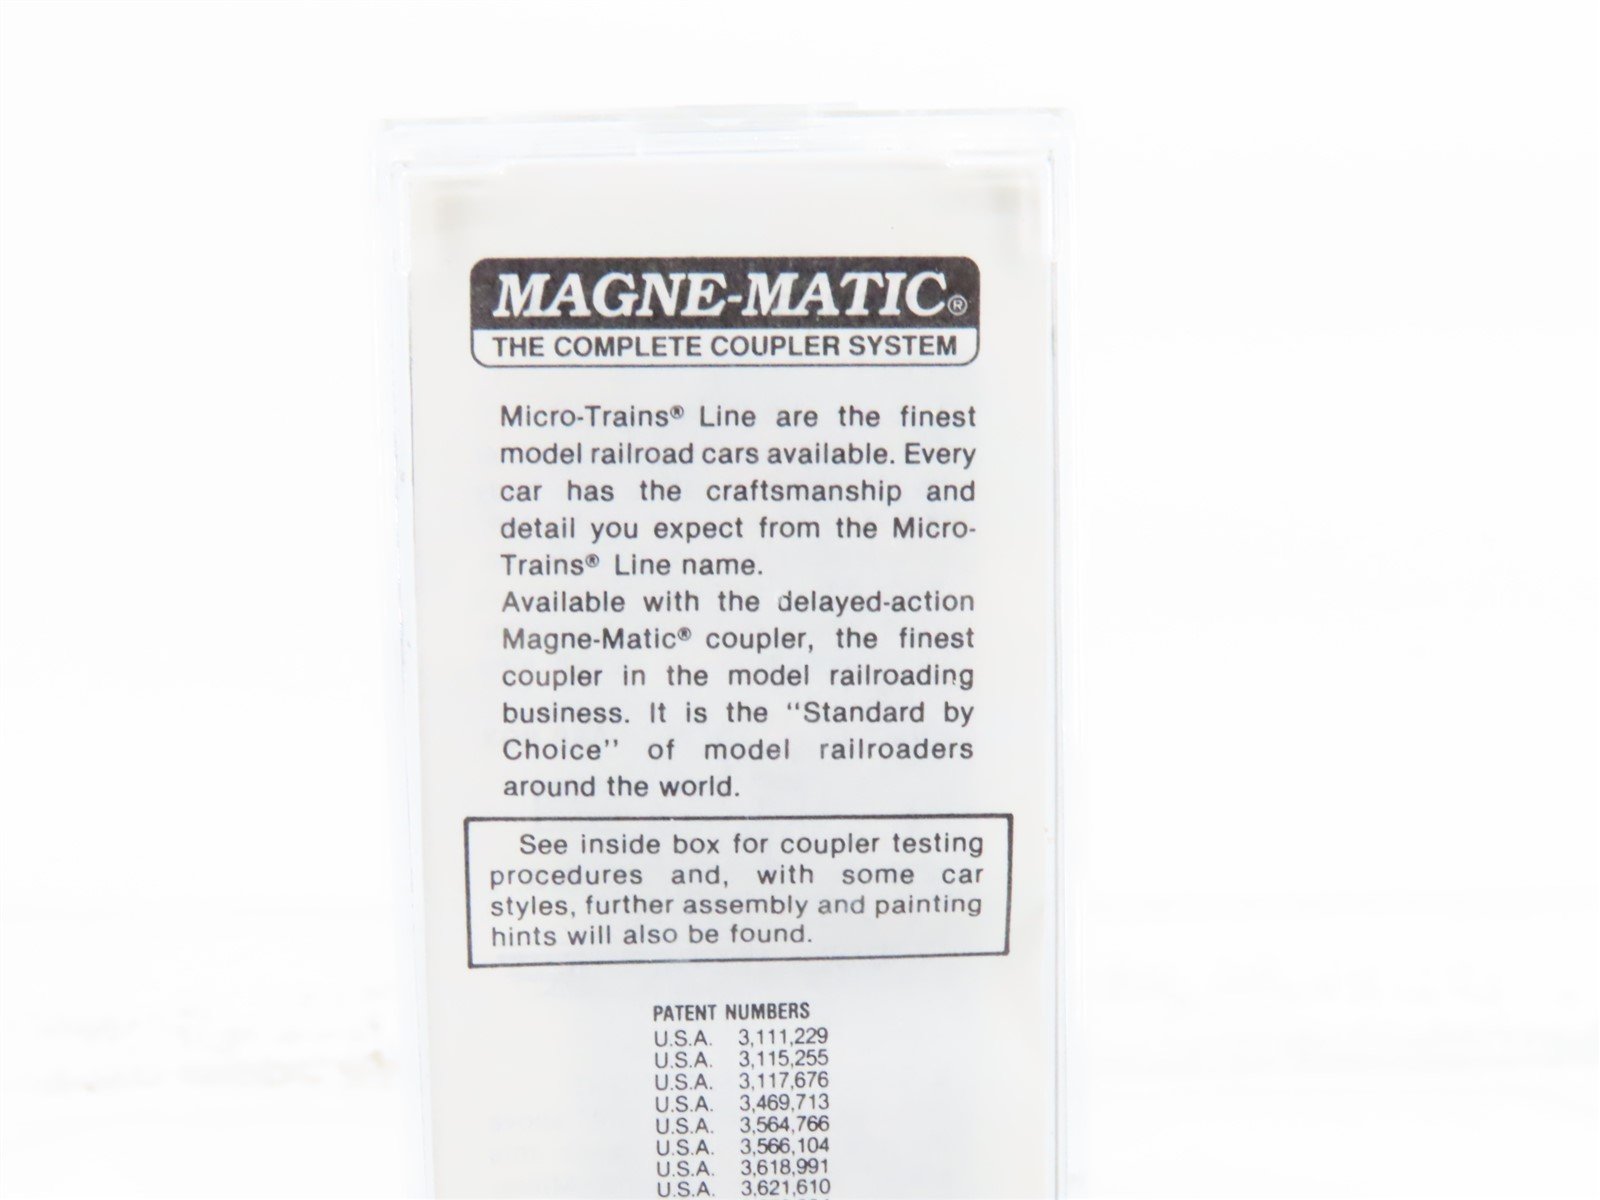 MAGNE-MATIC®
THE COMPLETE COUPLER SYSTEM
Micro-Trains® Line are the finest
model railroad cars available. Every
car has the craftsmanship and
detail you expect from the Micro-
Trains® Line name.
Available with the delayed-action
Magne-Matic® coupler, the finest
coupler in the model railroading
business. It is the "Standard by
Choice" of model railroaders
around the world.
See inside box for coupler testing
procedures and, with some car
styles, further assembly and painting
hints will also be found.
PATENT NUMBERS
U.S.A. 3,111,229
U.S.A. 3,115,255
U.S.A. 3,117,676
U.S.A. 3,469,713
U.S.A. 3,564,766
U.S.A. 3,566,104
U.S.A. 3,618,991
U.S.A. 3,621,610